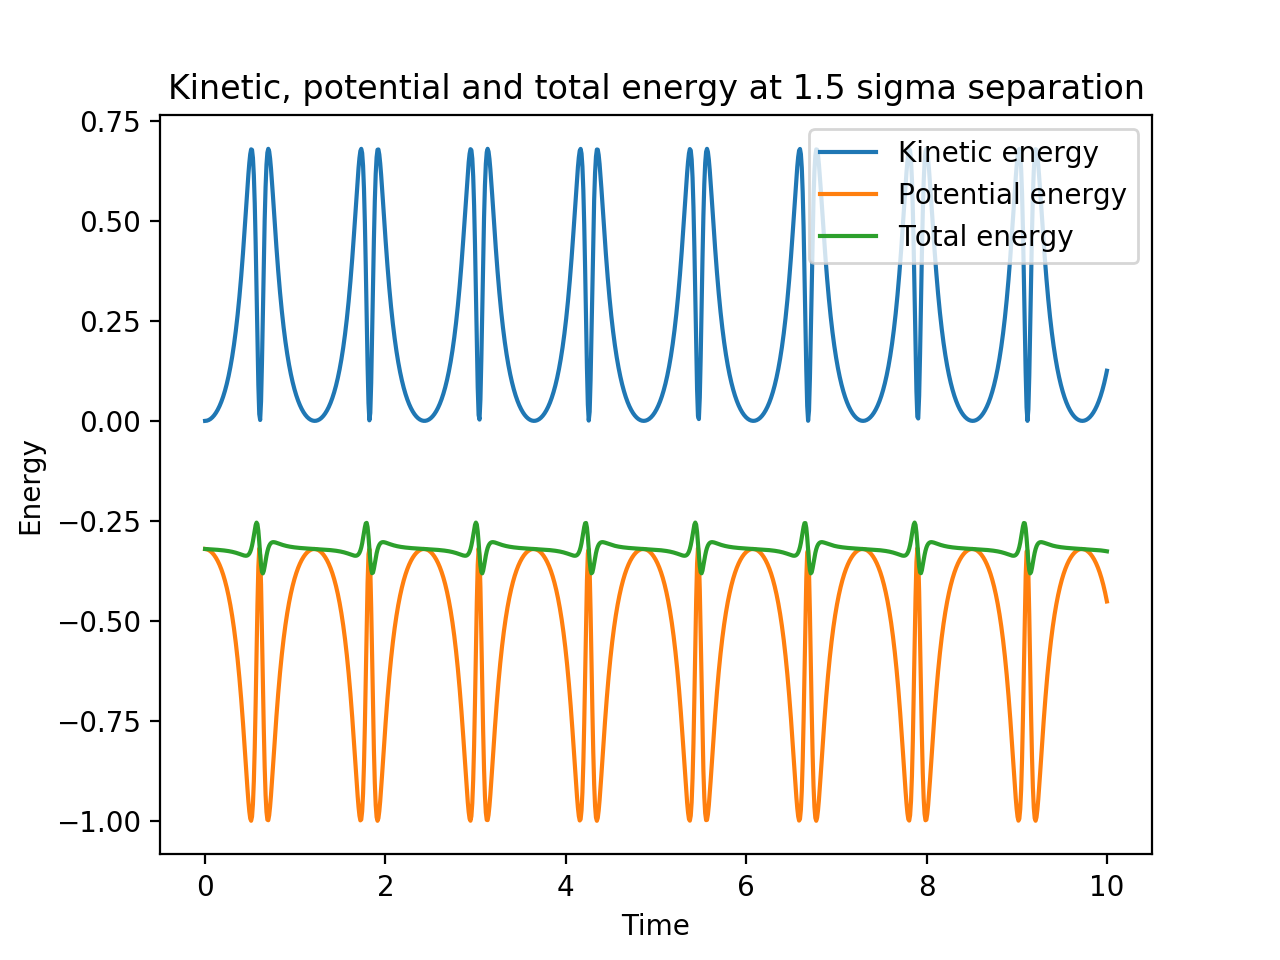 Kinetic, potential and total energy at 1.5 sigma separation
0.75
0.50
0.25
0.00
−0.25
−0.50
−0.75
−1.00
Energy
Kinetic energy
Potential energy
Total energy
0 2 4 6 8 10
Time